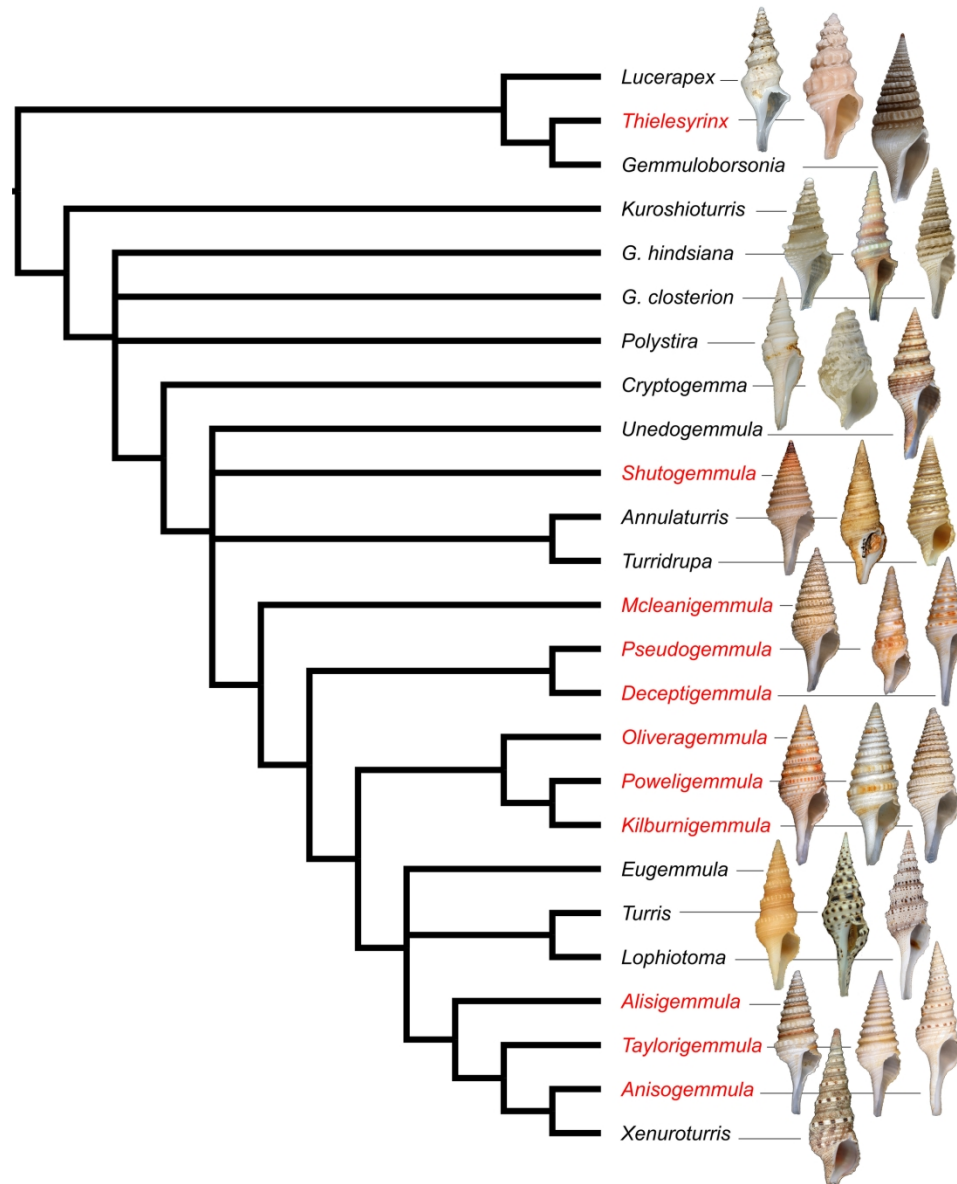 Lucerapex
Thielesyrinx
Gemmuloborsonia
Kuroshioturris
G. hindsiana
G. closterion
Polystira
Cryptogemma
Unedogemmula
Shutogemmula
Annulaturris
Turridrupa
Mcleanigemmula
Pseudogemmula
Deceptigemmula
Oliveragemmula
Poweligemmula
Kilburnigemmula
Eugemmula
Turris
Lophiotoma
Alisigemmula
Taylorigemmula
Anisogemmula
Xenuroturris